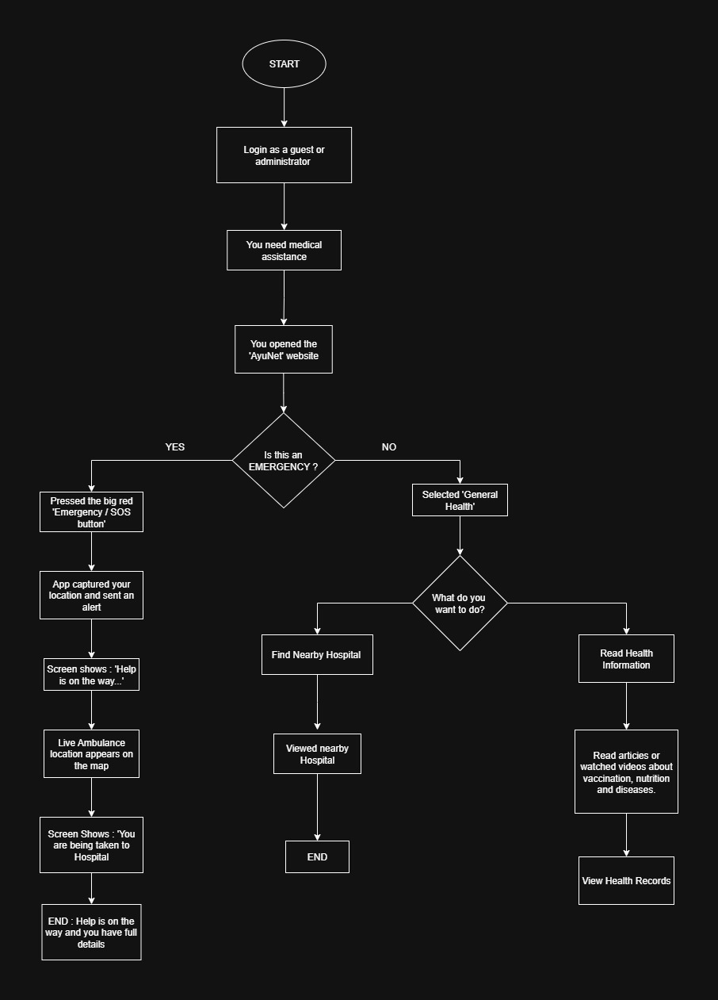 START
Login as a guest or
administrator
You need medical
assistance
You opened the
'AyuNet' website
Is this an
EMERGENCY ?
YES
NO
Pressed the big red
'Emergency / SOS
button'
App captured your
location and sent an
alert
Screen shows : 'Help
is on the way...'
Live Ambulance
location appears on
the map
Screen Shows : 'You
are being taken to
Hospital
END : Help is on the
way and you have full
details
Selected 'General
Health'
What do you
want to do?
Find Nearby Hospital
Viewed nearby
Hospital
END
Read Health
Information
Read articles or
watched videos about
vaccination, nutrition
and diseases.
View Health Records